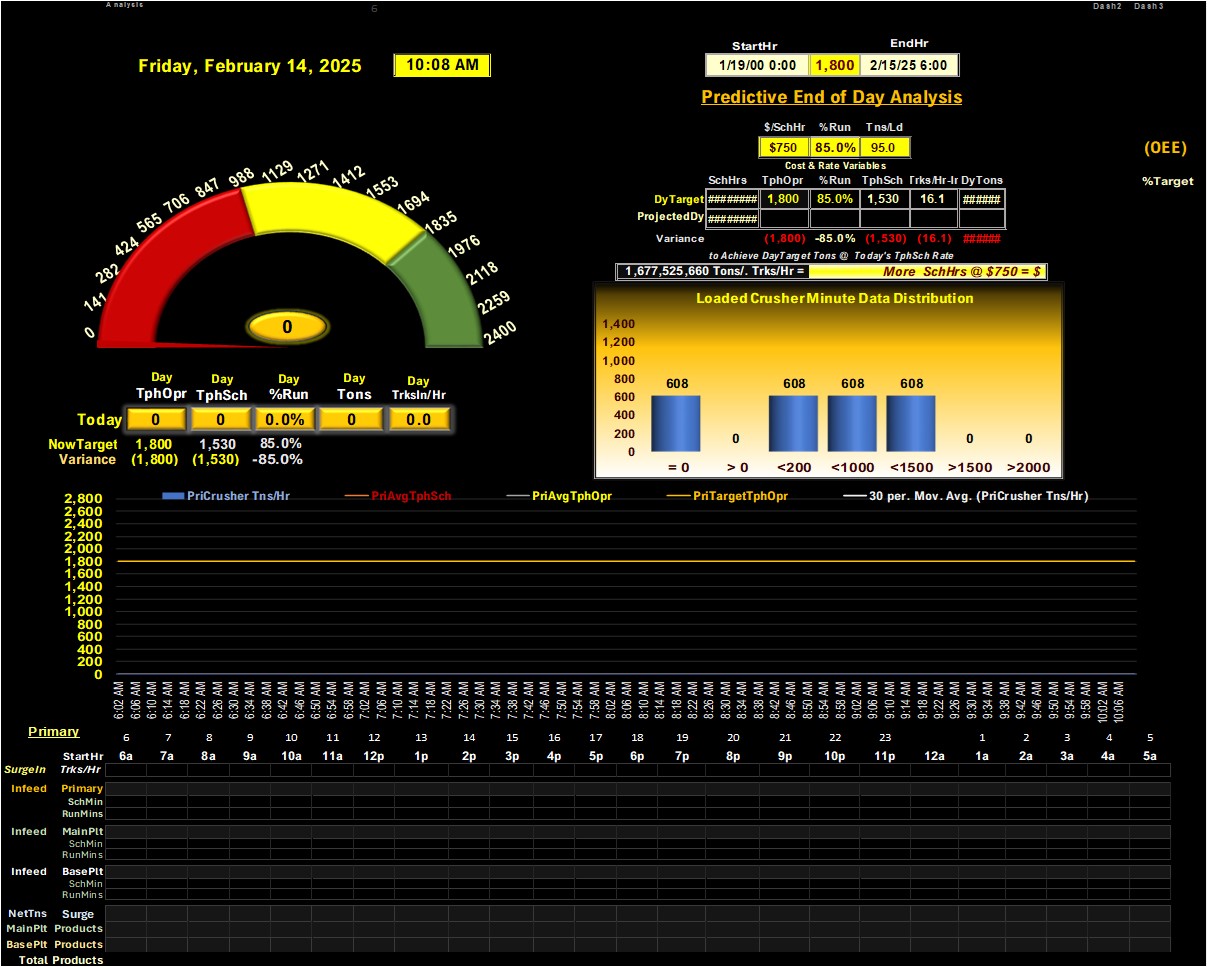 Analysis 6 Dash2 Dash3
StartHr EndHr
Friday, February 14, 2025 10:08 AM 1/19/00 0:00 1,800 2/15/25 6:00
Predictive End of Day Analysis
$/SchHr %Run Tns/Ld
$750 85.0% 95.0 (OEE)
Cost & Rate Variables
SchHrs TphOpr %Run TphSch Trks/Hr-In DyTons %Target
DyTarget ######## 1,800 85.0% 1,530 16.1 ######
ProjectedDy ########
Variance (1,800) -85.0% (1,530) (16.1) ######
to Achieve DayTarget Tons @ Today's TphSch Rate
1,677,525,660 Tons/. Trks/Hr = More SchHrs @ $750 = $
0 141 282 424 565 706 847 988 1129 1271 1412 1553 1694 1835 1976 2118 2259 2400
0
Loaded Crusher Minute Data Distribution
1,400
1,200
1,000
800
600
400
200
0
608 0 608 608 608 0 0
= 0 > 0 <200 <1000 <1500 >1500 >2000
Day Day Day Day Day
TphOpr TphSch %Run Tons TrksIn/Hr
Today 0 0 0.0% 0 0.0
NowTarget 1,800 1,530 85.0%
Variance (1,800) (1,530) -85.0%
PriCrusher Tns/Hr PriAvgTphSch PriAvgTphOpr PriTargetTphOpr 30 per. Mov. Avg. (PriCrusher Tns/Hr)
2,800
2,600
2,400
2,200
2,000
1,800
1,600
1,400
1,200
1,000
800
600
400
200
0
6:02 AM 6:06 AM 6:10 AM 6:14 AM 6:18 AM 6:22 AM 6:26 AM 6:30 AM 6:34 AM 6:38 AM 6:42 AM 6:46 AM 6:50 AM 6:54 AM 6:58 AM 7:02 AM 7:06 AM 7:10 AM 7:14 AM 7:18 AM 7:22 AM 7:26 AM 7:30 AM 7:34 AM 7:38 AM 7:42 AM 7:46 AM 7:50 AM 7:54 AM 7:58 AM 8:02 AM 8:06 AM 8:10 AM 8:14 AM 8:18 AM 8:22 AM 8:26 AM 8:30 AM 8:34 AM 8:38 AM 8:42 AM 8:46 AM 8:50 AM 8:54 AM 8:58 AM 9:02 AM 9:06 AM 9:10 AM 9:14 AM 9:18 AM 9:22 AM 9:26 AM 9:30 AM 9:34 AM 9:38 AM 9:42 AM 9:46 AM 9:50 AM 9:54 AM 9:58 AM 10:02 AM 10:06 AM
Primary
6 7 8 9 10 11 12 13 14 15 16 17 18 19 20 21 22 23 1 2 3 4 5
StartHr 6a 7a 8a 9a 10a 11a 12p 1p 2p 3p 4p 5p 6p 7p 8p 9p 10p 11p 12a 1a 2a 3a 4a 5a
SurgeIn Trks/Hr
Infeed Primary
SchMin
RunMins
Infeed MainPlt
SchMin
RunMins
Infeed BasePlt
SchMin
RunMins
NetTns Surge
MainPlt Products
BasePlt Products
Total Products